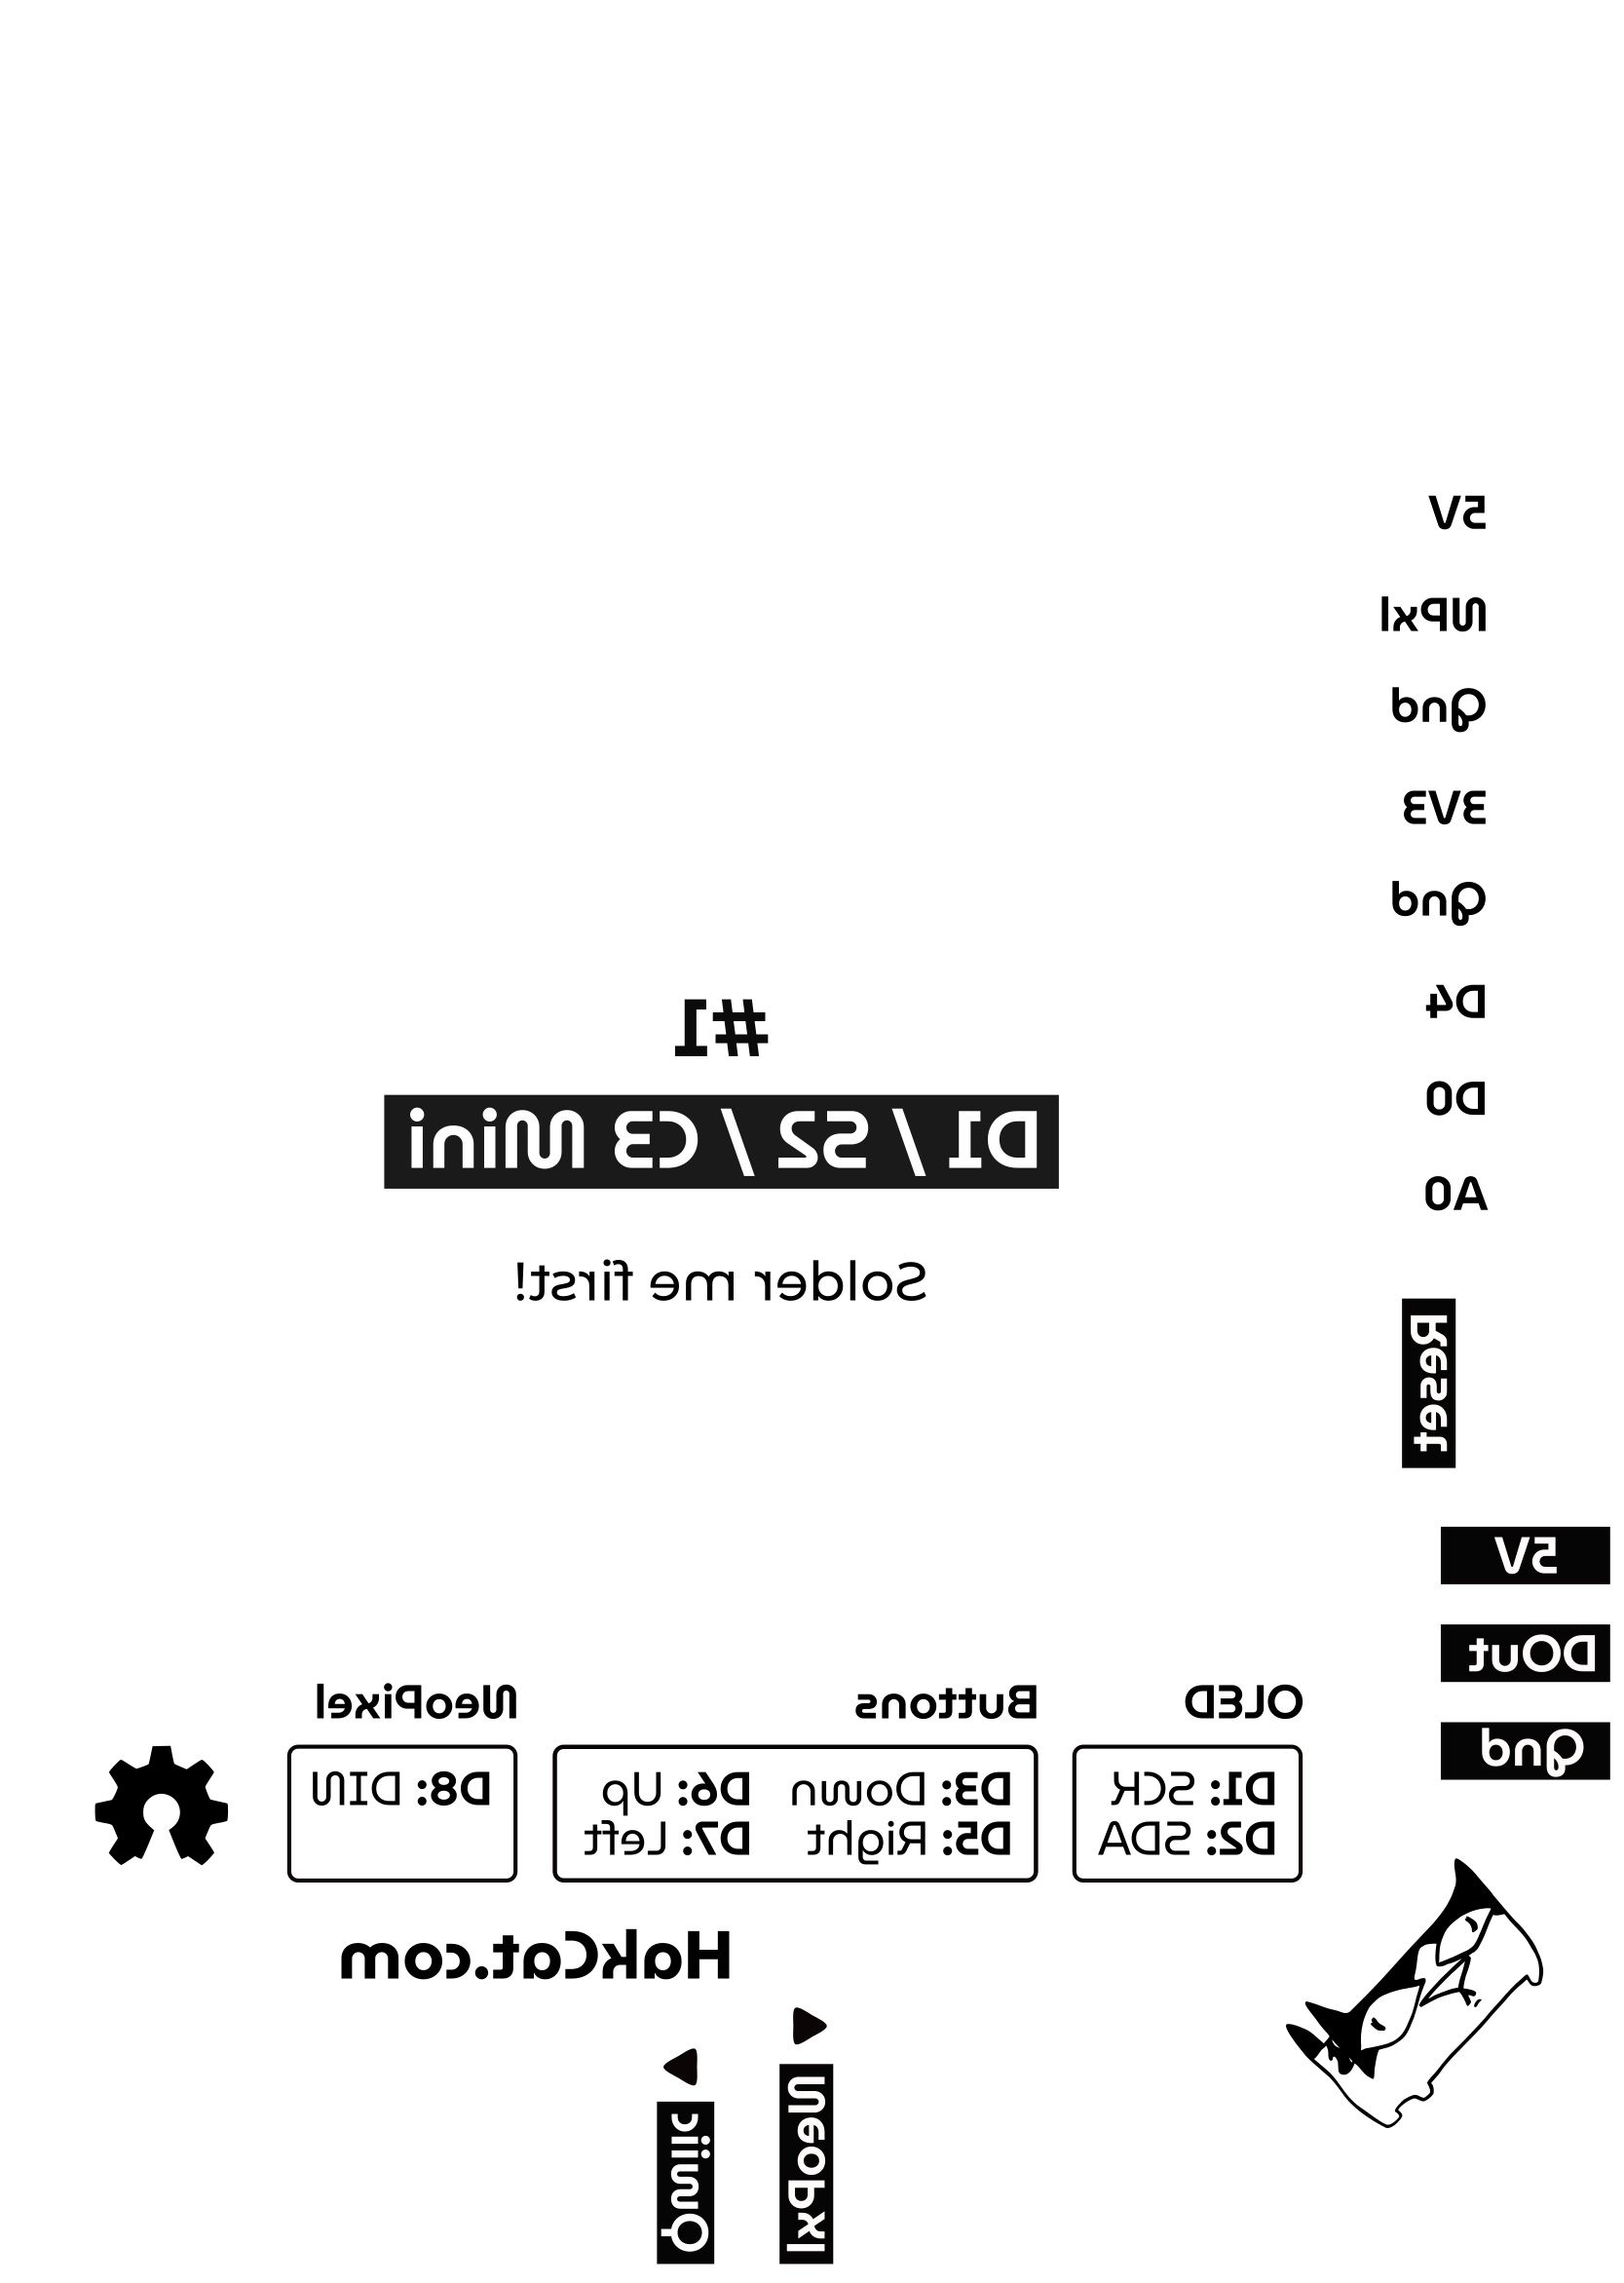 5V
NPxl
Gnd
3V3
Gnd
D4
D0
A0
#1
D1/S2/C3 Mini
Solder me first!
Reset
5V
DOut
Gnd
OLED
D1: SCK
D2: SDA
Buttons
D3: Down D6: Up
D5: Right D7: Left
NeoPixel
D8: DIN
HakCat.com
NeoPxl
Qwiic